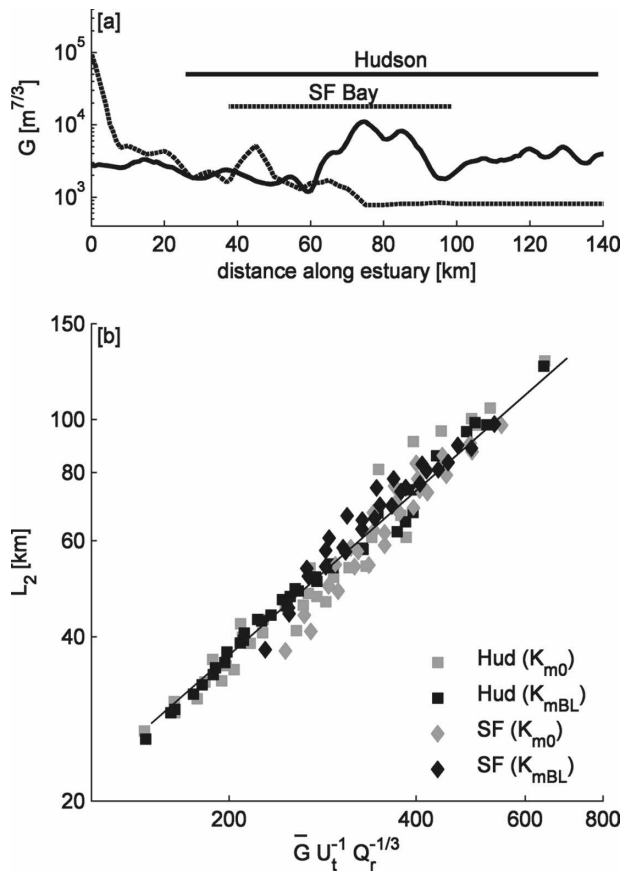 [a]
10^5
10^4
10^3
G [m^7/3]
Hudson
SF Bay
0 20 40 60 80 100 120 140
distance along estuary [km]
[b]
150
100
80
60
40
20
L_2 [km]
Hud (K_m0)
Hud (K_mBL)
SF (K_m0)
SF (K_mBL)
200 400 600 800
G̅ U_t^-1 Q_r^-1/3